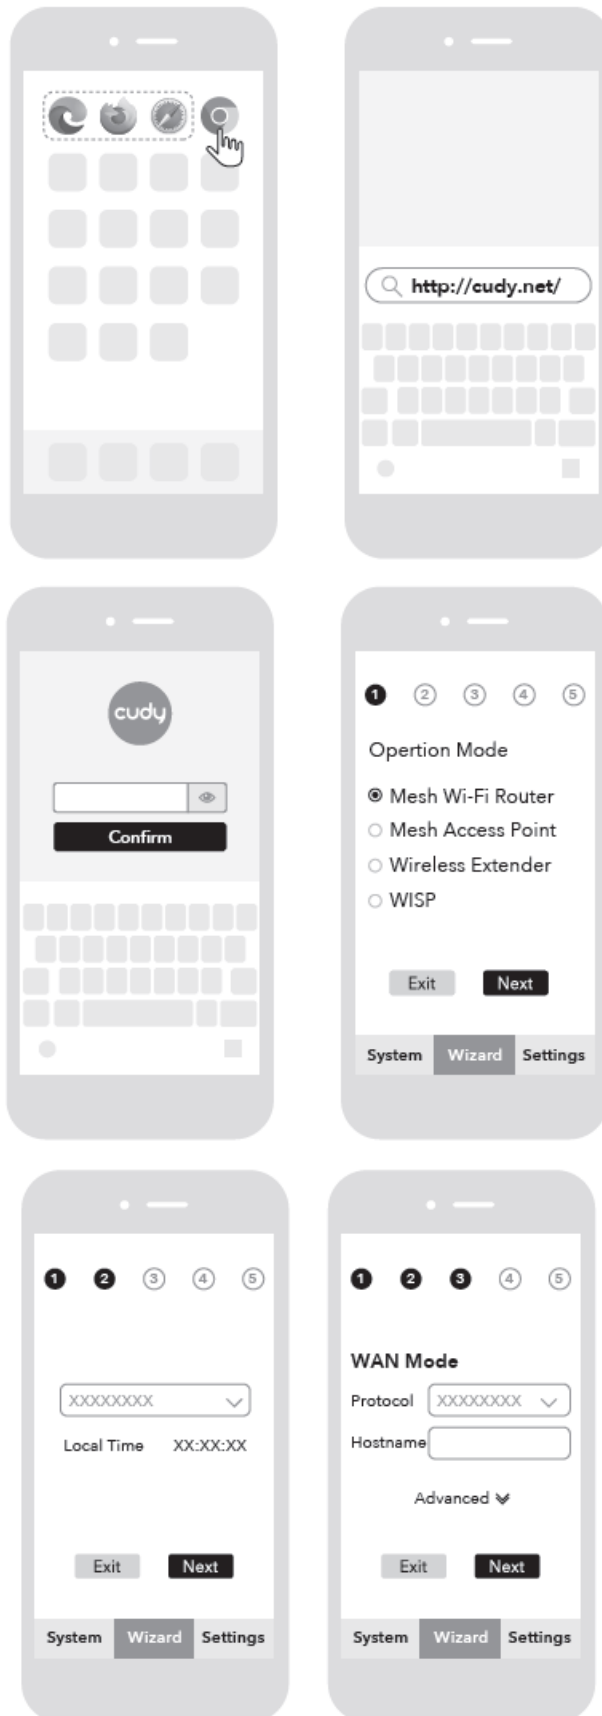 http://cudy.net/
cudy
Confirm
1 2 3 4 5
Opertion Mode
Mesh Wi-Fi Router
Mesh Access Point
Wireless Extender
WISP
Exit Next
System Wizard Settings
1 2 3 4 5
XXXXXXXX
Local Time XX:XX:XX
Exit Next
System Wizard Settings
1 2 3 4 5
WAN Mode
Protocol XXXXXXXX
Hostname
Advanced
Exit Next
System Wizard Settings